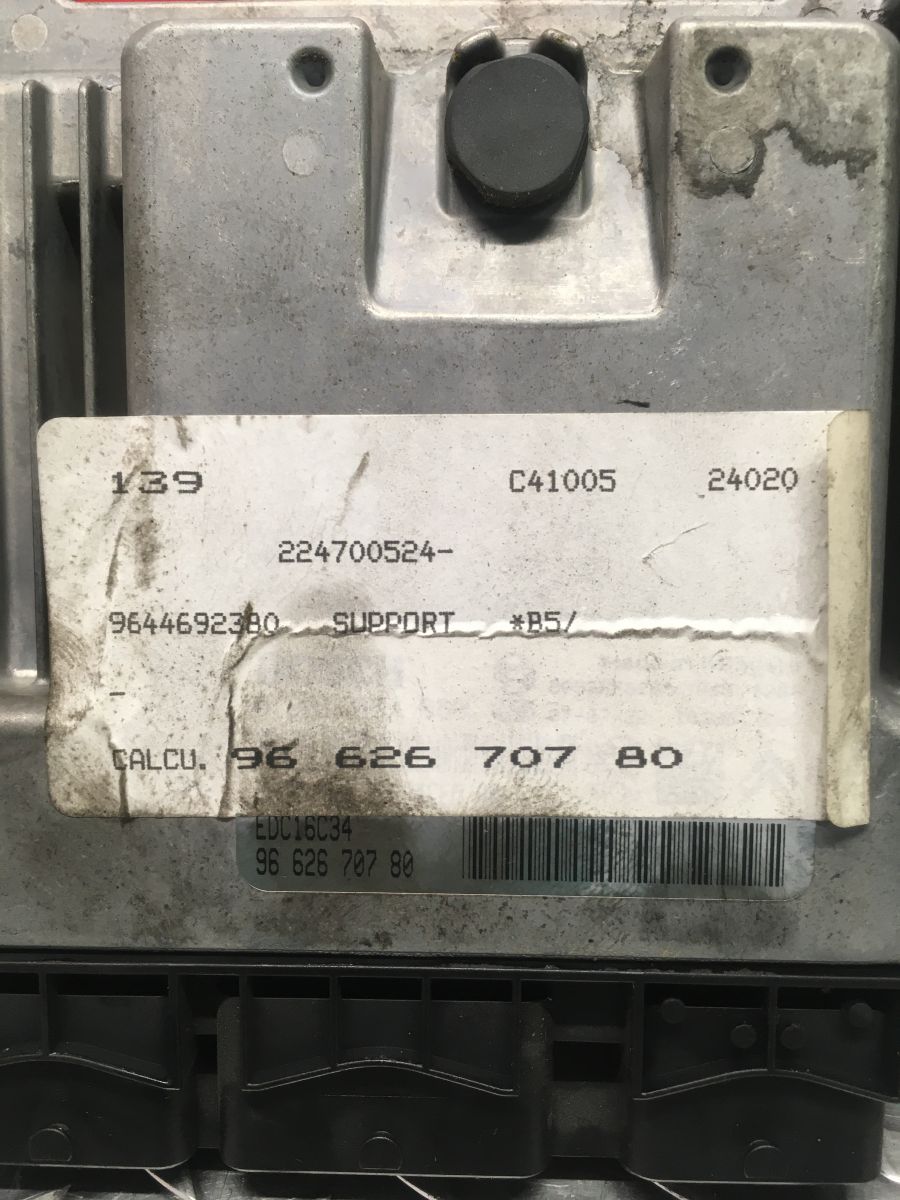 139 C41005 24020
224700524-
9644692380 SUPPORT *B5/
-
CALCU. 96 626 707 80
EDC16C34
96 626 707 80